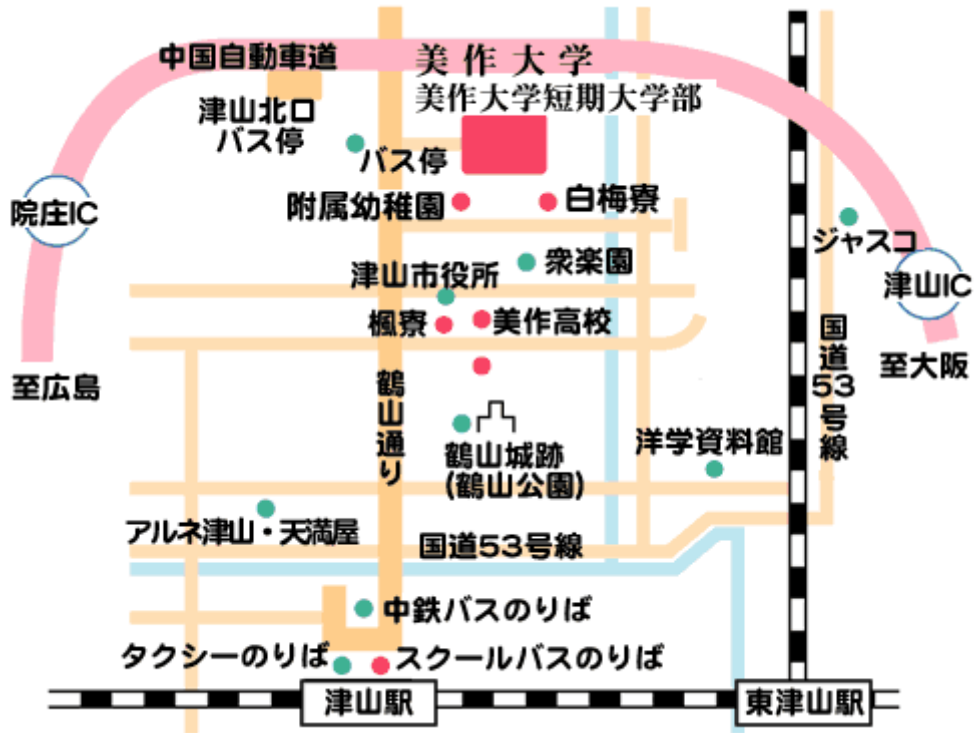 中国自動車道
美作大学
美作大学短期大学部
津山北口
バス停
バス停
院庄IC
附属幼稚園
白梅寮
ジャスコ
衆楽園
津山市役所
津山IC
楓寮
美作高校
至広島
至大阪
国道53号線
鶴山通り
鶴山城跡
(鶴山公園)
洋学資料館
アルネ津山・天満屋
国道53号線
中鉄バスのりば
タクシーのりば
スクールバスのりば
津山駅
東津山駅